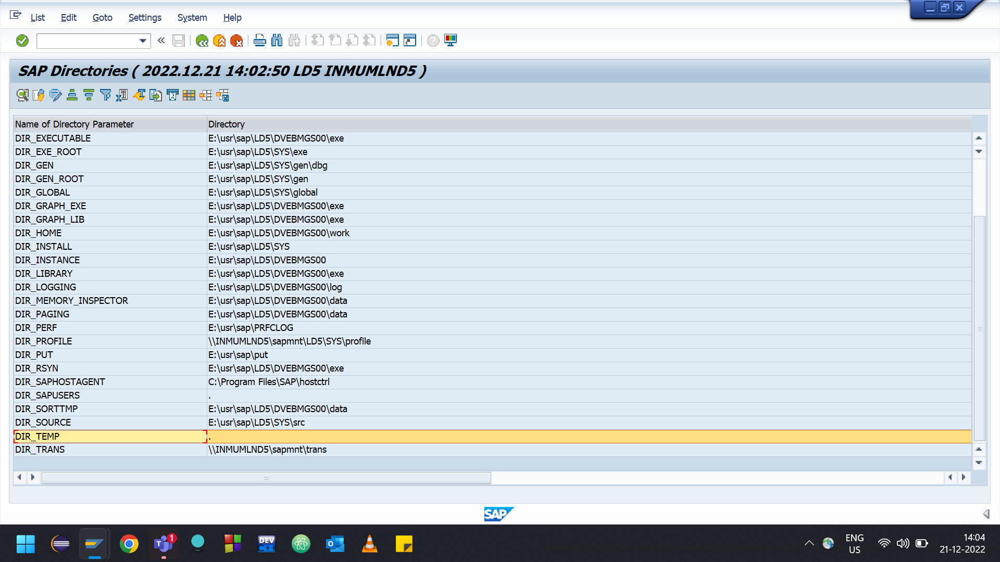 List Edit Goto Settings System Help
SAP Directories ( 2022.12.21 14:02:50 LD5 INMUMLND5 )
Name of Directory Parameter Directory
DIR_EXECUTABLE E:\usr\sap\LD5\DVEBMGS00\exe
DIR_EXE_ROOT E:\usr\sap\LD5\SYS\exe
DIR_GEN E:\usr\sap\LD5\SYS\gen\dbg
DIR_GEN_ROOT E:\usr\sap\LD5\SYS\gen
DIR_GLOBAL E:\usr\sap\LD5\SYS\global
DIR_GRAPH_EXE E:\usr\sap\LD5\DVEBMGS00\exe
DIR_GRAPH_LIB E:\usr\sap\LD5\DVEBMGS00\exe
DIR_HOME E:\usr\sap\LD5\DVEBMGS00\work
DIR_INSTALL E:\usr\sap\LD5\SYS
DIR_INSTANCE E:\usr\sap\LD5\DVEBMGS00
DIR_LIBRARY E:\usr\sap\LD5\DVEBMGS00\exe
DIR_LOGGING E:\usr\sap\LD5\DVEBMGS00\log
DIR_MEMORY_INSPECTOR E:\usr\sap\LD5\DVEBMGS00\data
DIR_PAGING E:\usr\sap\LD5\DVEBMGS00\data
DIR_PERF E:\usr\sap\PRFCLOG
DIR_PROFILE \\INMUMLND5\sapmnt\LD5\SYS\profile
DIR_PUT E:\usr\sap\put
DIR_RSYN E:\usr\sap\LD5\DVEBMGS00\exe
DIR_SAPHOSTAGENT C:\Program Files\SAP\hostctrl
DIR_SAPUSERS .
DIR_SORTTMP E:\usr\sap\LD5\DVEBMGS00\data
DIR_SOURCE E:\usr\sap\LD5\SYS\src
DIR_TEMP .
DIR_TRANS \\INMUMLND5\sapmnt\trans
SAP
1
DEV
C++
ENG
US
14:04
21-12-2022